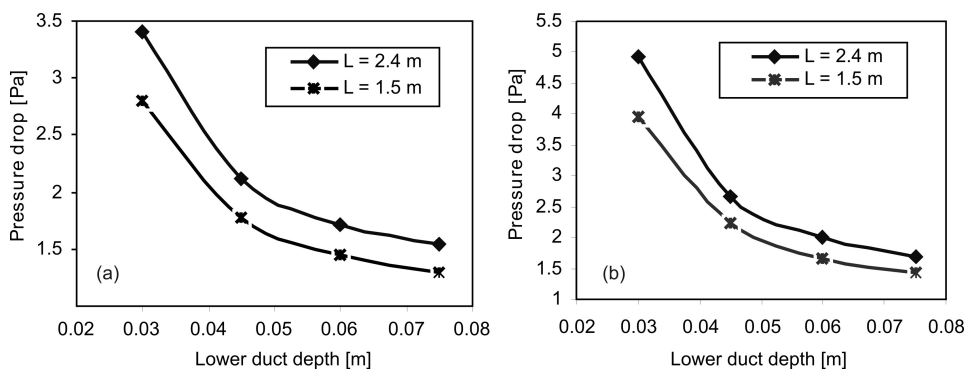 3.5
3
2.5
2
1.5
Pressure drop [Pa]
L = 2.4 m
L = 1.5 m
(a)
0.02 0.03 0.04 0.05 0.06 0.07 0.08
Lower duct depth [m]
5.5
5
4.5
4
3.5
3
2.5
2
1.5
1
Pressure drop [Pa]
L = 2.4 m
L = 1.5 m
(b)
0.02 0.03 0.04 0.05 0.06 0.07 0.08
Lower duct depth [m]